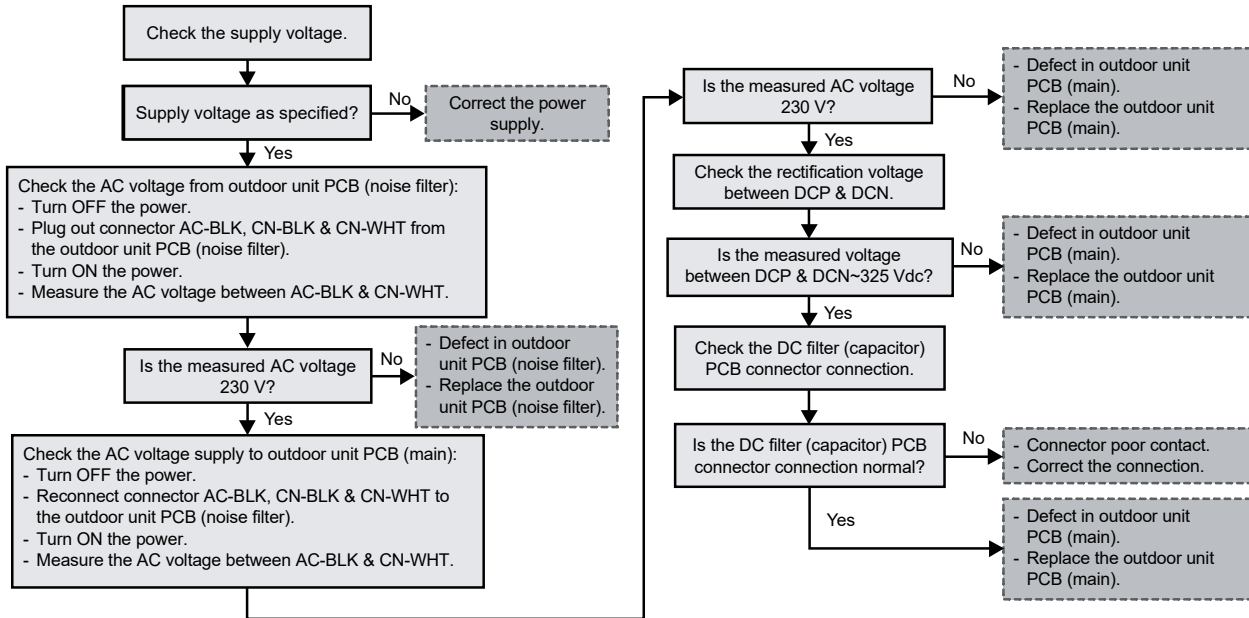 Check the supply voltage.
Supply voltage as specified?
No
Correct the power
supply.
Yes
Check the AC voltage from outdoor unit PCB (noise filter):
- Turn OFF the power.
- Plug out connector AC-BLK, CN-BLK & CN-WHT from
the outdoor unit PCB (noise filter).
- Turn ON the power.
- Measure the AC voltage between AC-BLK & CN-WHT.
Is the measured AC voltage
230 V?
No
- Defect in outdoor
unit PCB (noise filter).
- Replace the outdoor
unit PCB (noise filter).
Yes
Check the AC voltage supply to outdoor unit PCB (main):
- Turn OFF the power.
- Reconnect connector AC-BLK, CN-BLK & CN-WHT to
the outdoor unit PCB (noise filter).
- Turn ON the power.
- Measure the AC voltage between AC-BLK & CN-WHT.
Is the measured AC voltage
230 V?
No
- Defect in outdoor unit
PCB (main).
- Replace the outdoor unit
PCB (main).
Yes
Check the rectification voltage
between DCP & DCN.
Is the measured voltage
between DCP & DCN~325 Vdc?
No
- Defect in outdoor unit
PCB (main).
- Replace the outdoor unit
PCB (main).
Yes
Check the DC filter (capacitor)
PCB connector connection.
Is the DC filter (capacitor) PCB
connector connection normal?
No
- Connector poor contact.
- Correct the connection.
Yes
- Defect in outdoor unit
PCB (main).
- Replace the outdoor unit
PCB (main).